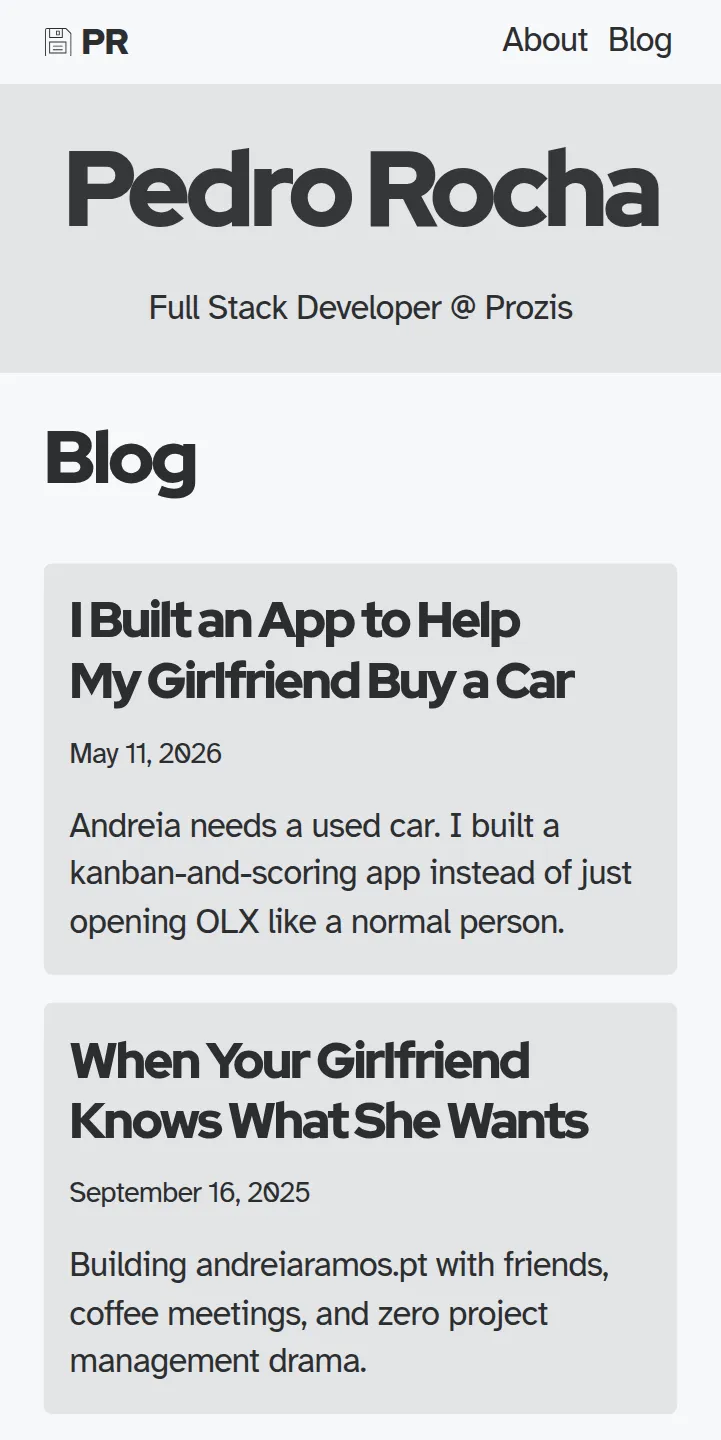 PR
About Blog
Pedro Rocha
Full Stack Developer @ Prozis
Blog
I Built an App to Help
My Girlfriend Buy a Car
May 11, 2026
Andreia needs a used car. I built a
kanban-and-scoring app instead of just
opening OLX like a normal person.
When Your Girlfriend
Knows What She Wants
September 16, 2025
Building andreiaramos.pt with friends,
coffee meetings, and zero project
management drama.